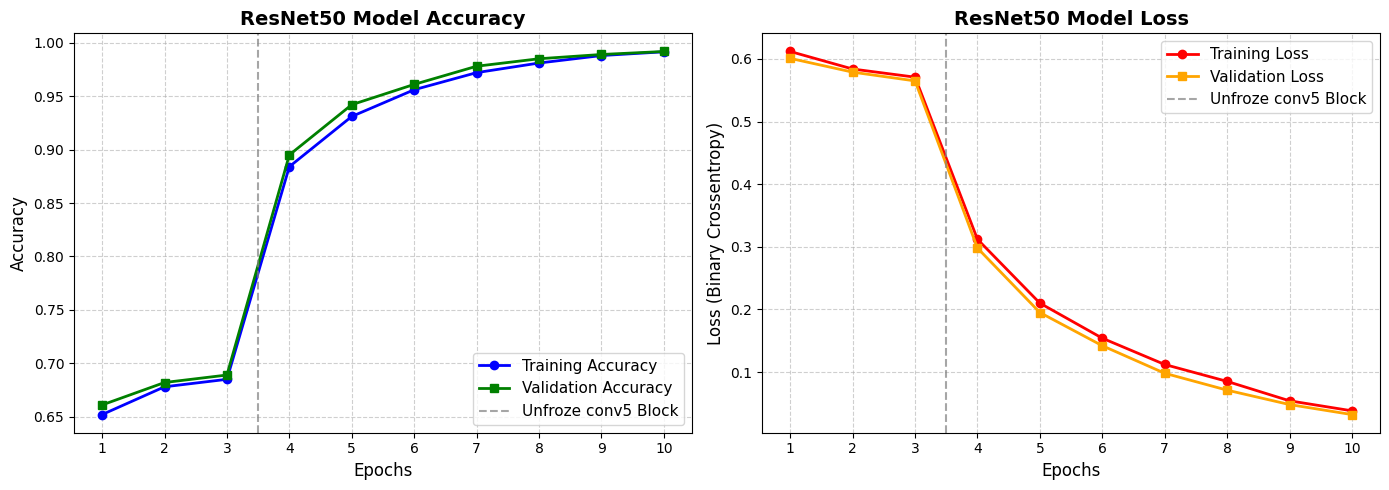 ResNet50 Model Accuracy
Accuracy
1.00
0.95
0.90
0.85
0.80
0.75
0.70
0.65
Training Accuracy
Validation Accuracy
Unfroze conv5 Block
1 2 3 4 5 6 7 8 9 10
Epochs
ResNet50 Model Loss
Loss (Binary Crossentropy)
0.6
0.5
0.4
0.3
0.2
0.1
Training Loss
Validation Loss
Unfroze conv5 Block
1 2 3 4 5 6 7 8 9 10
Epochs